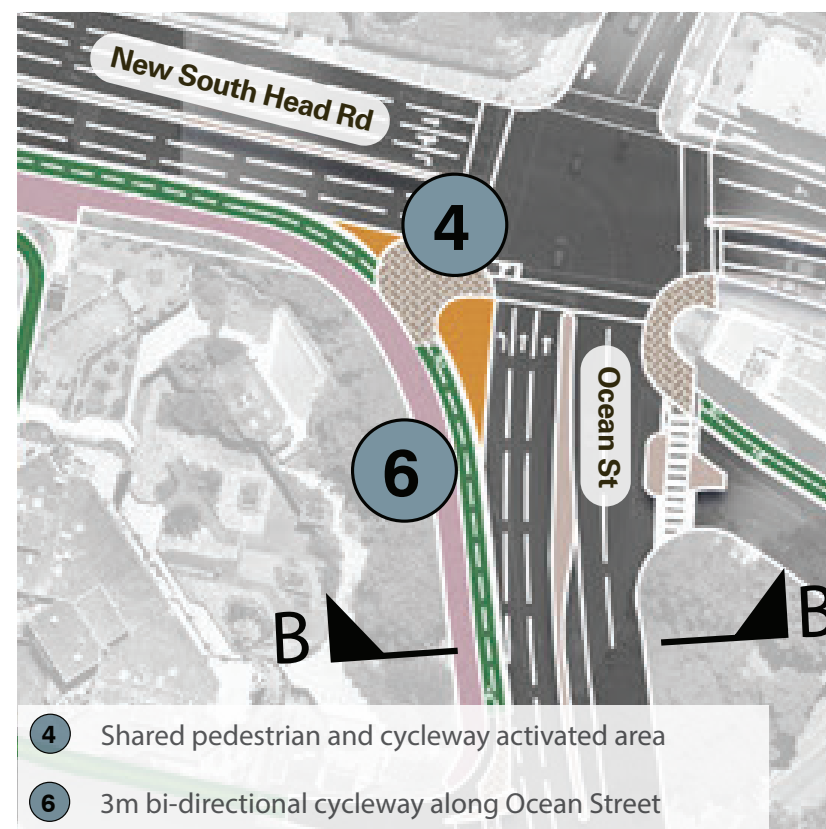 New South Head Rd
4
Ocean St
6
B
B
4 Shared pedestrian and cycleway activated area
6 3m bi-directional cycleway along Ocean Street